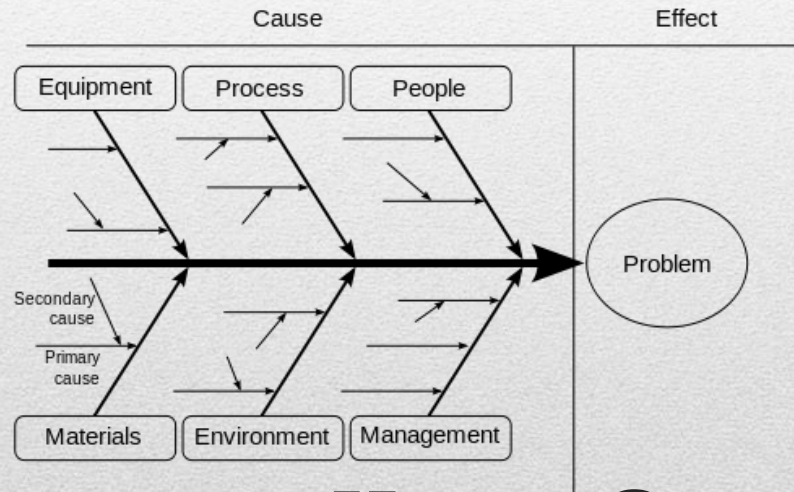 Cause
Effect
Equipment
Process
People
Problem
Secondary
cause
Primary
cause
Materials
Environment
Management